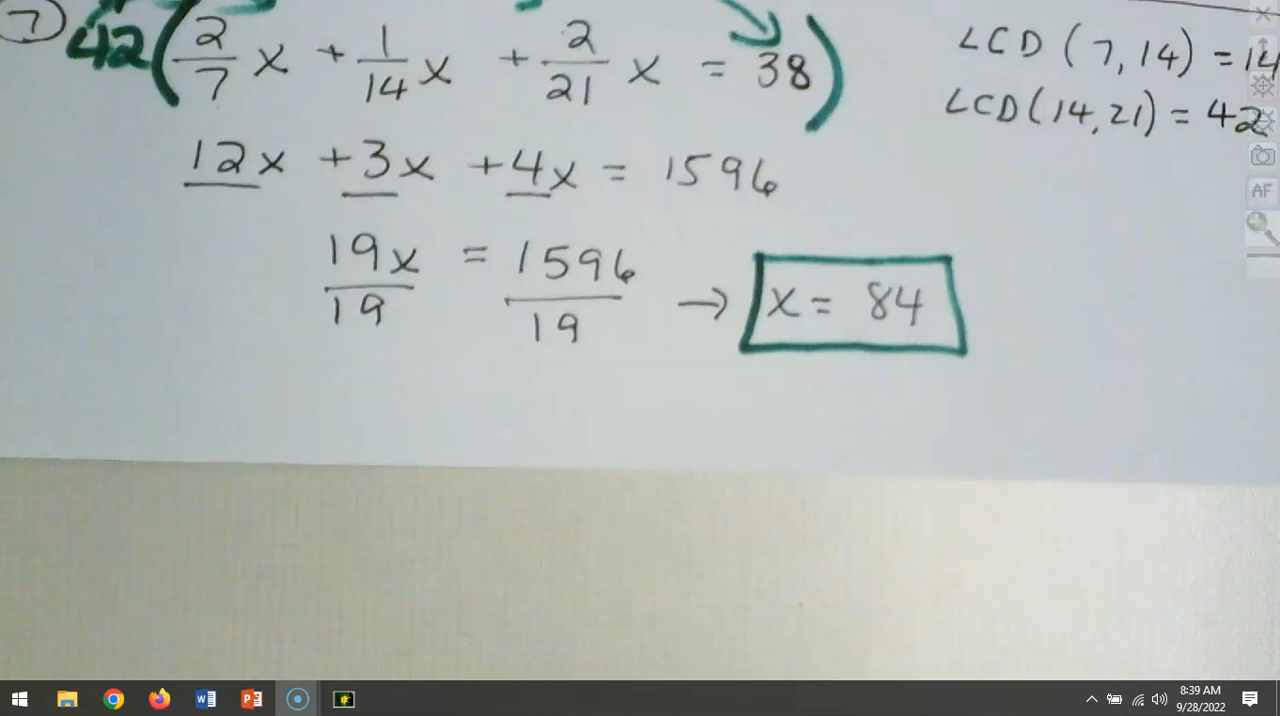 7 42(2/7 x + 1/14 x + 2/21 x = 38)
LCD (7, 14) = 14
LCD (14, 21) = 42
12x + 3x + 4x = 1596
19x = 1596
19 19
→ x = 84
AF
8:39 AM
9/28/2022